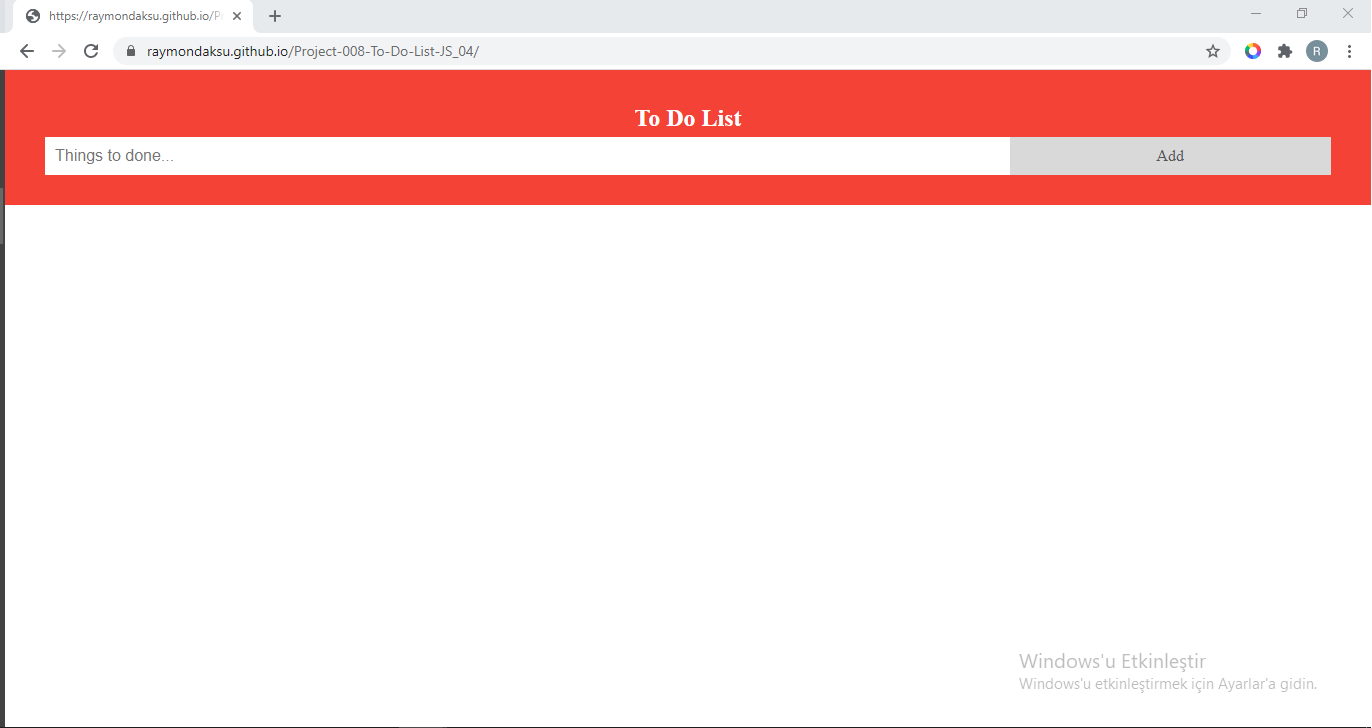 https://raymondaksu.github.io/P
raymondaksu.github.io/Project-008-To-Do-List-JS_04/
R
To Do List
Things to done...
Add
Windows'u Etkinleştir
Windows'u etkinleştirmek için Ayarlar'a gidin.